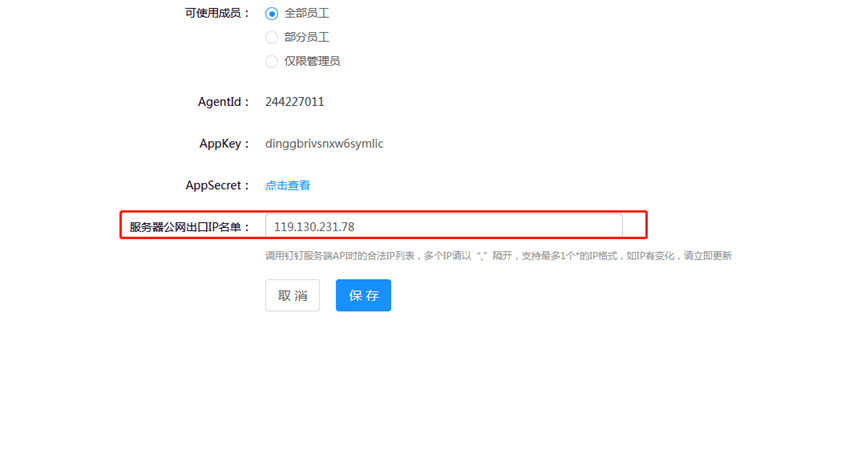 可使用成员： 全部员工
部分员工
仅限管理员
AgentId： 244227011
AppKey： dinggbrivsnxw6symlic
AppSecret： 点击查看
服务器公网出口IP名单： 119.130.231.78
调用钉钉服务端API时的合法IP列表，多个IP请以“,”隔开，支持最多1个*的IP格式，如IP有变化，请立即更新
取 消 保 存